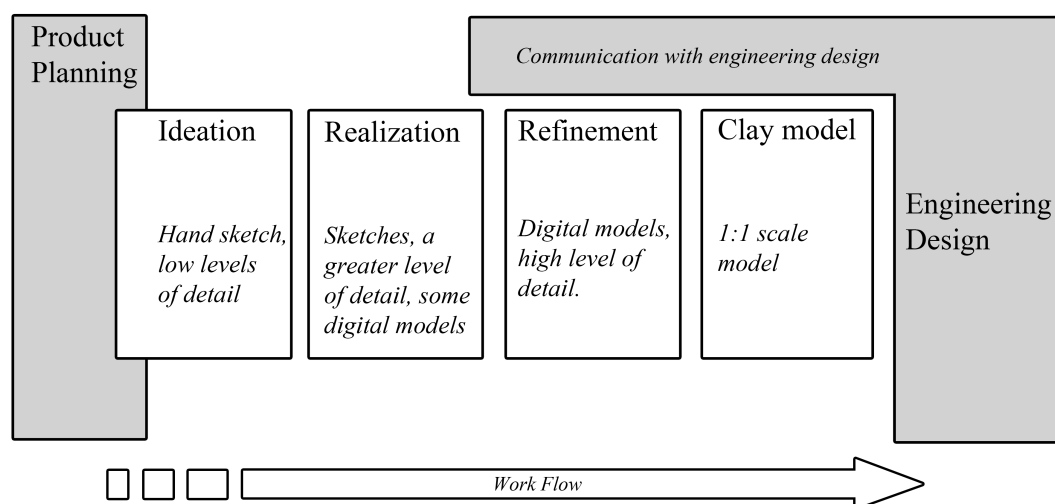 Product
Planning
Communication with engineering design
Ideation
Hand sketch,
low levels
of detail
Realization
Sketches, a
greater level
of detail, some
digital models
Refinement
Digital models,
high level of
detail.
Clay model
1:1 scale
model
Engineering
Design
Work Flow